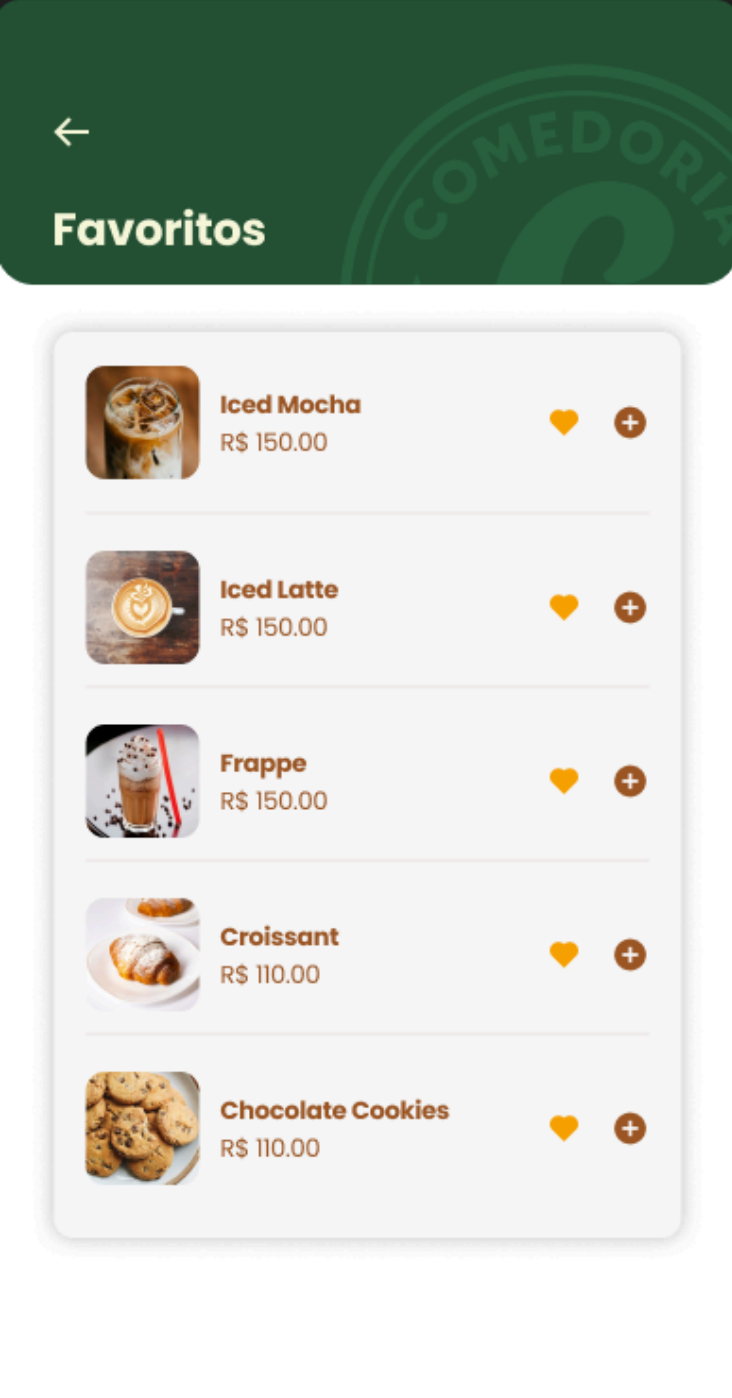 COMEDORIA
Favoritos
Iced Mocha
R$ 150.00
Iced Latte
R$ 150.00
Frappe
R$ 150.00
Croissant
R$ 110.00
Chocolate Cookies
R$ 110.00